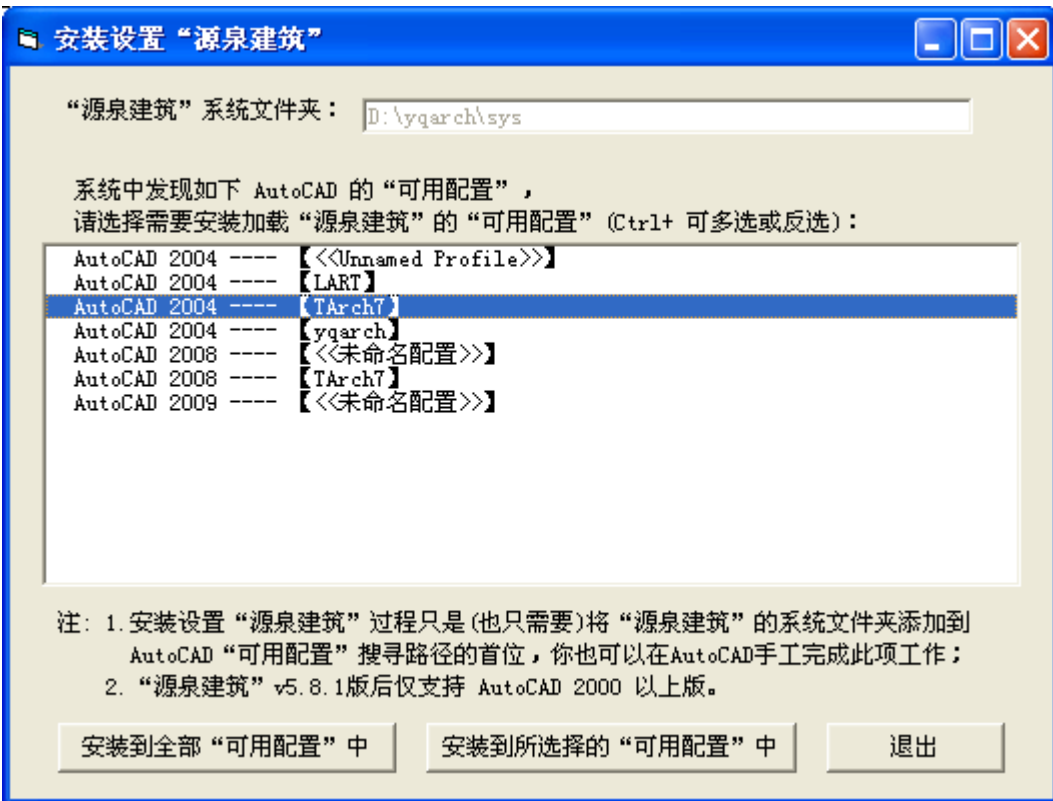 安装设置“源泉建筑”
“源泉建筑”系统文件夹： D:\yqarch\sys
系统中发现如下 AutoCAD 的“可用配置”，
请选择需要安装加载“源泉建筑”的“可用配置”(Ctrl+ 可多选或反选)：
AutoCAD 2004 ---- 【<<Unnamed Profile>>】
AutoCAD 2004 ---- 【LART】
AutoCAD 2004 ---- 【TArch7】
AutoCAD 2004 ---- 【yqarch】
AutoCAD 2008 ---- 【<<未命名配置>>】
AutoCAD 2008 ---- 【TArch7】
AutoCAD 2009 ---- 【<<未命名配置>>】
注: 1.安装设置“源泉建筑”过程只是(也只需要)将“源泉建筑”的系统文件夹添加到
AutoCAD“可用配置”搜寻路径的首位，你也可以在AutoCAD手工完成此项工作；
2.“源泉建筑”v5.8.1版后仅支持 AutoCAD 2000 以上版。
安装到全部“可用配置”中 安装到所选择的“可用配置”中 退出